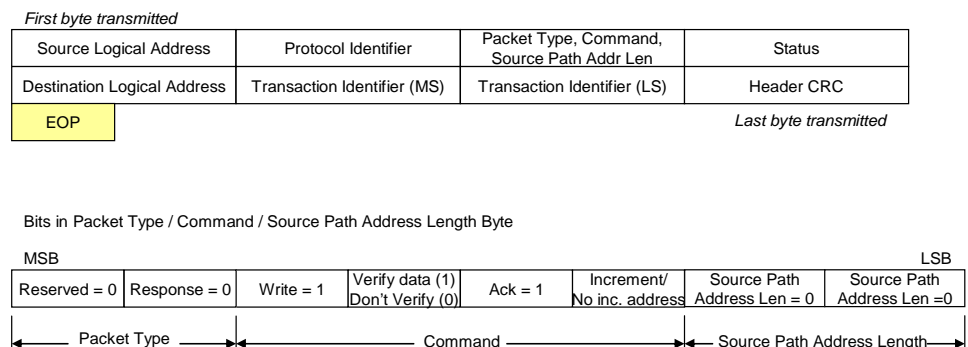 First byte transmitted
Source Logical Address Protocol Identifier Packet Type, Command, Source Path Addr Len Status
Destination Logical Address Transaction Identifier (MS) Transaction Identifier (LS) Header CRC
EOP
Last byte transmitted
Bits in Packet Type / Command / Source Path Address Length Byte
MSB LSB
Reserved = 0 Response = 0 Write = 1 Verify data (1) Don't Verify (0) Ack = 1 Increment/ No inc. address Source Path Address Len = 0 Source Path Address Len =0
Packet Type Command Source Path Address Length